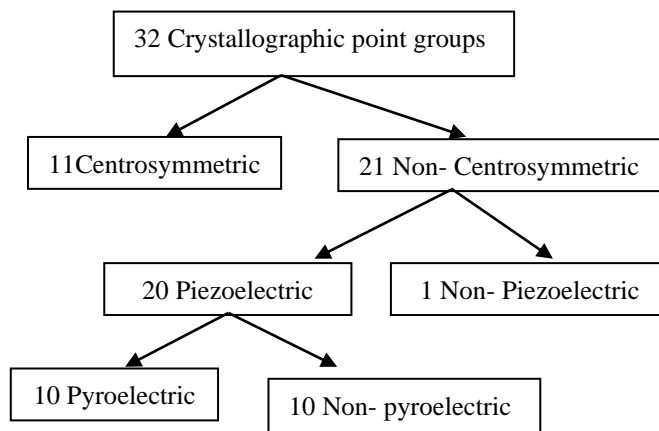 32 Crystallographic point groups
11Centrosymmetric
21 Non- Centrosymmetric
20 Piezoelectric
1 Non- Piezoelectric
10 Pyroelectric
10 Non- pyroelectric